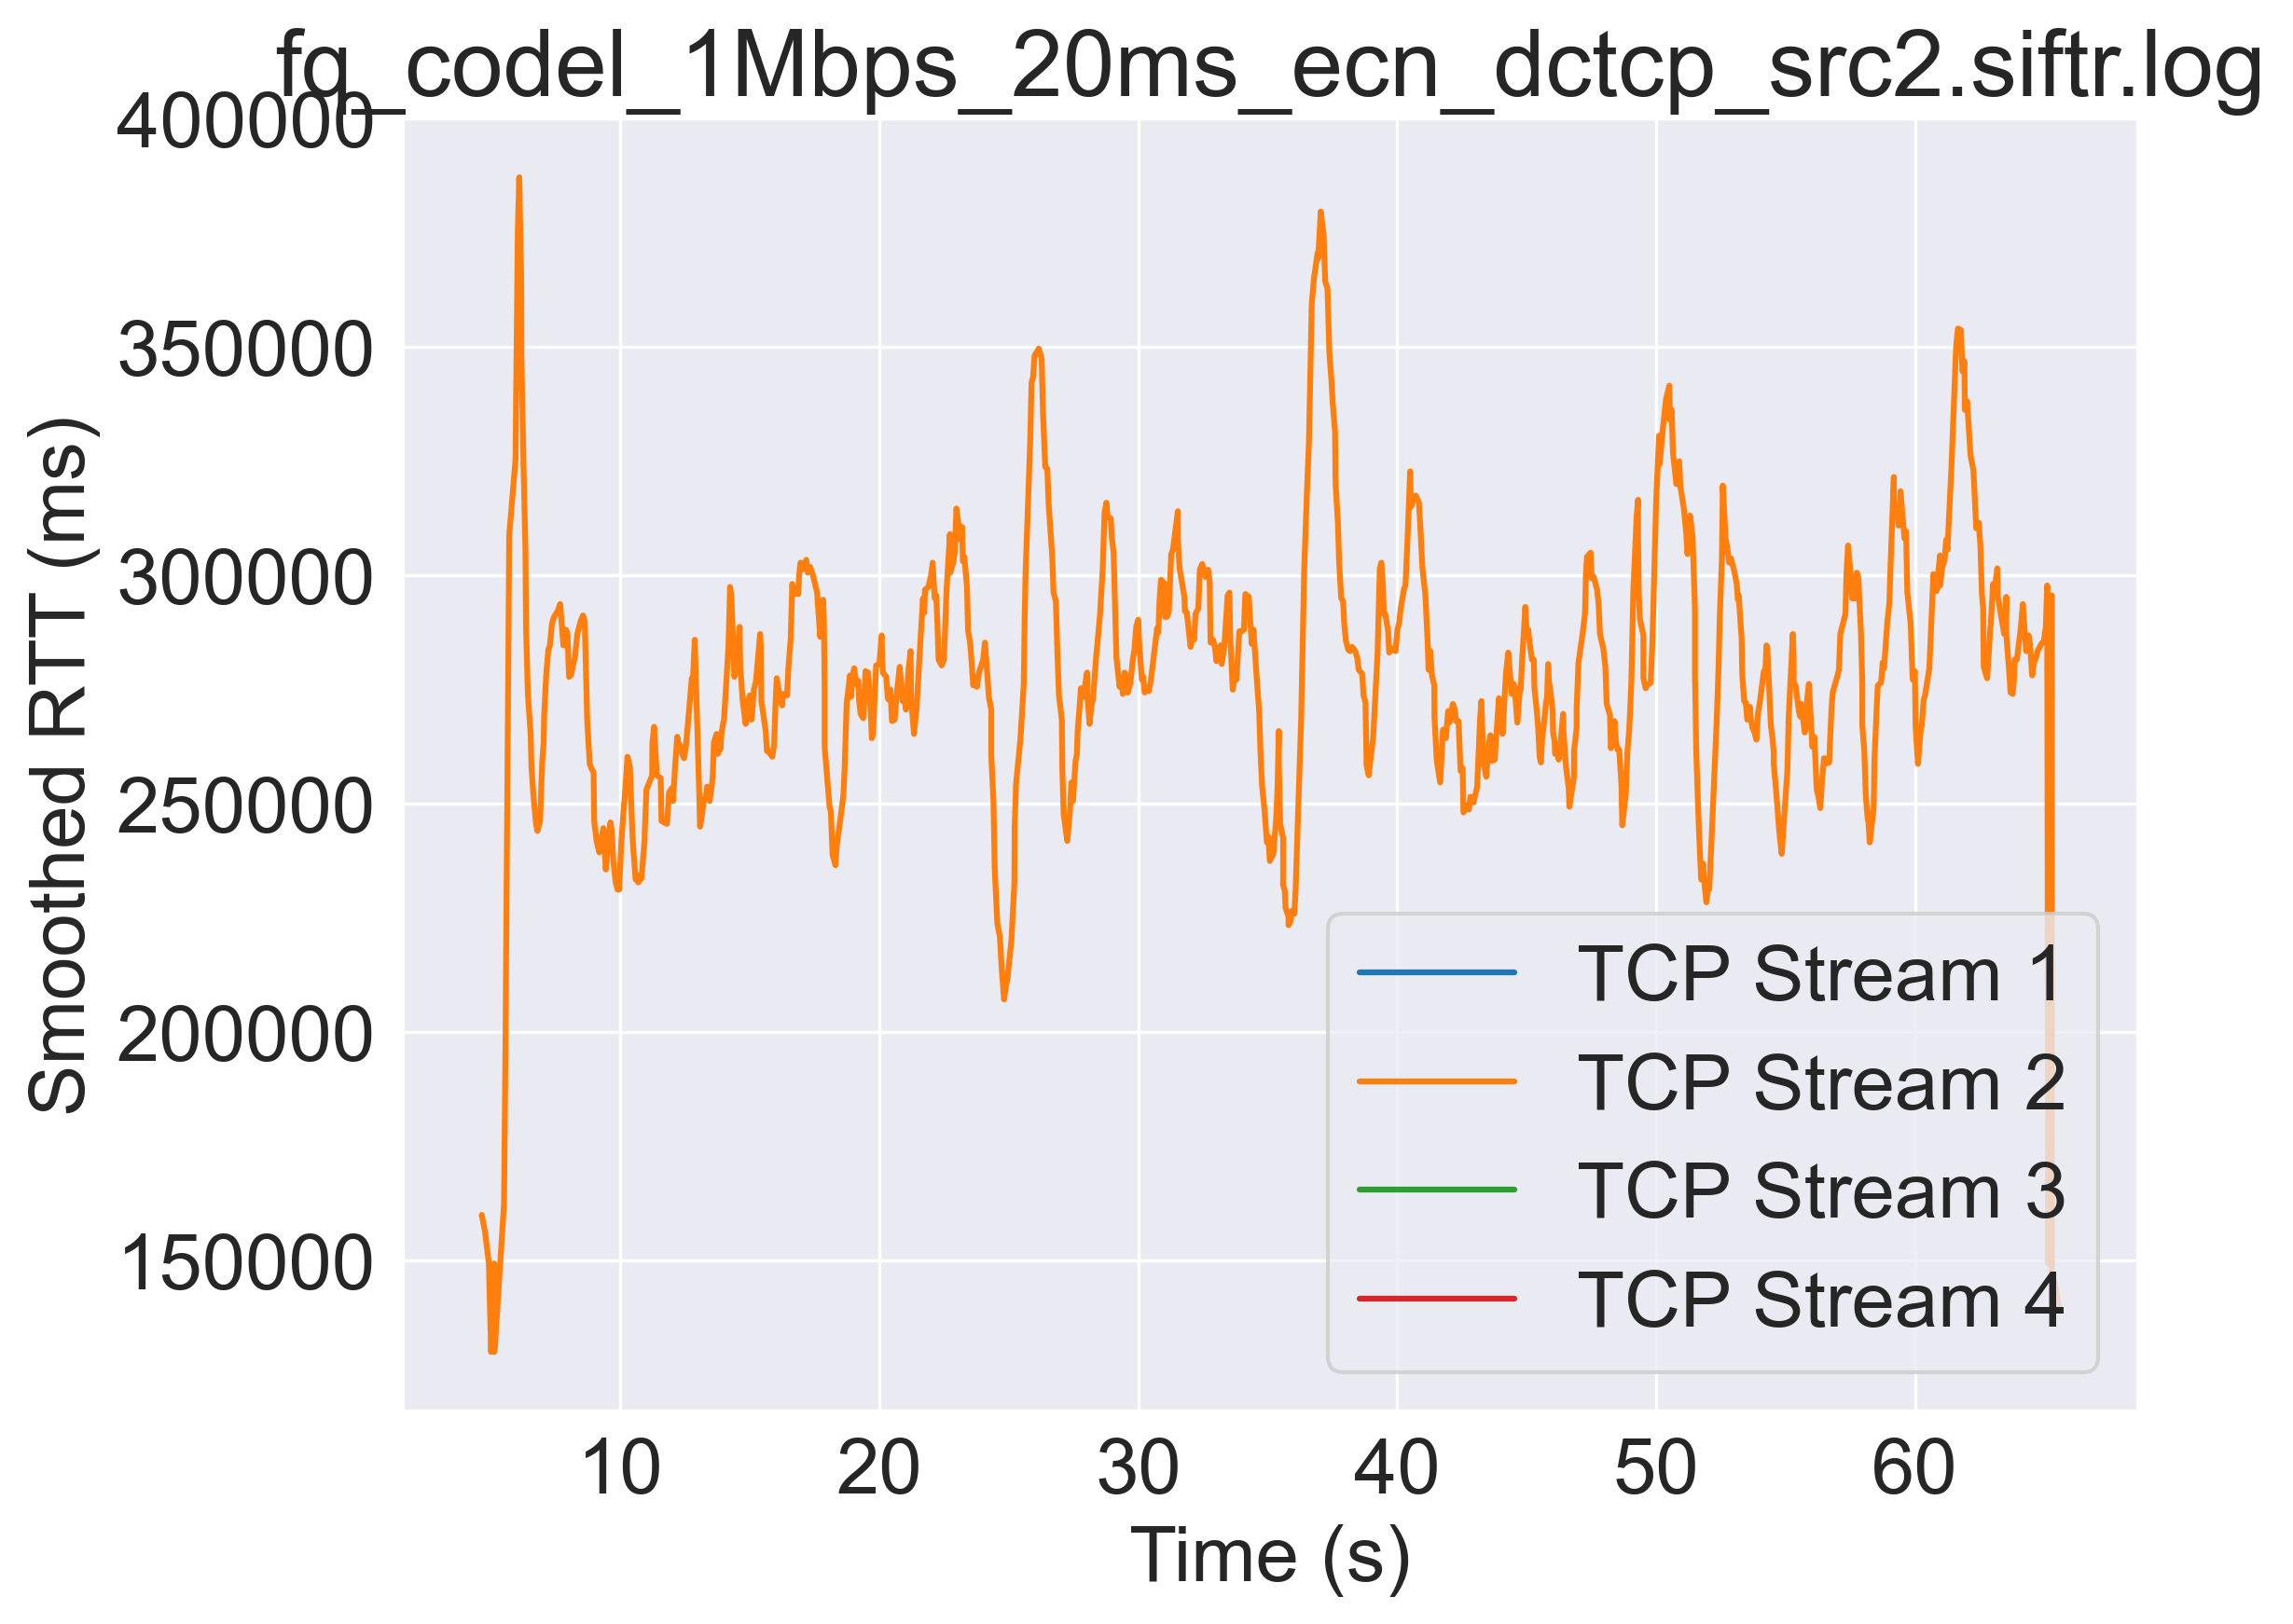 fq_codel_1Mbps_20ms_ecn_dctcp_src2.siftr.log
400000
350000
300000
250000
200000
150000
Smoothed RTT (ms)
TCP Stream 1
TCP Stream 2
TCP Stream 3
TCP Stream 4
10 20 30 40 50 60
Time (s)